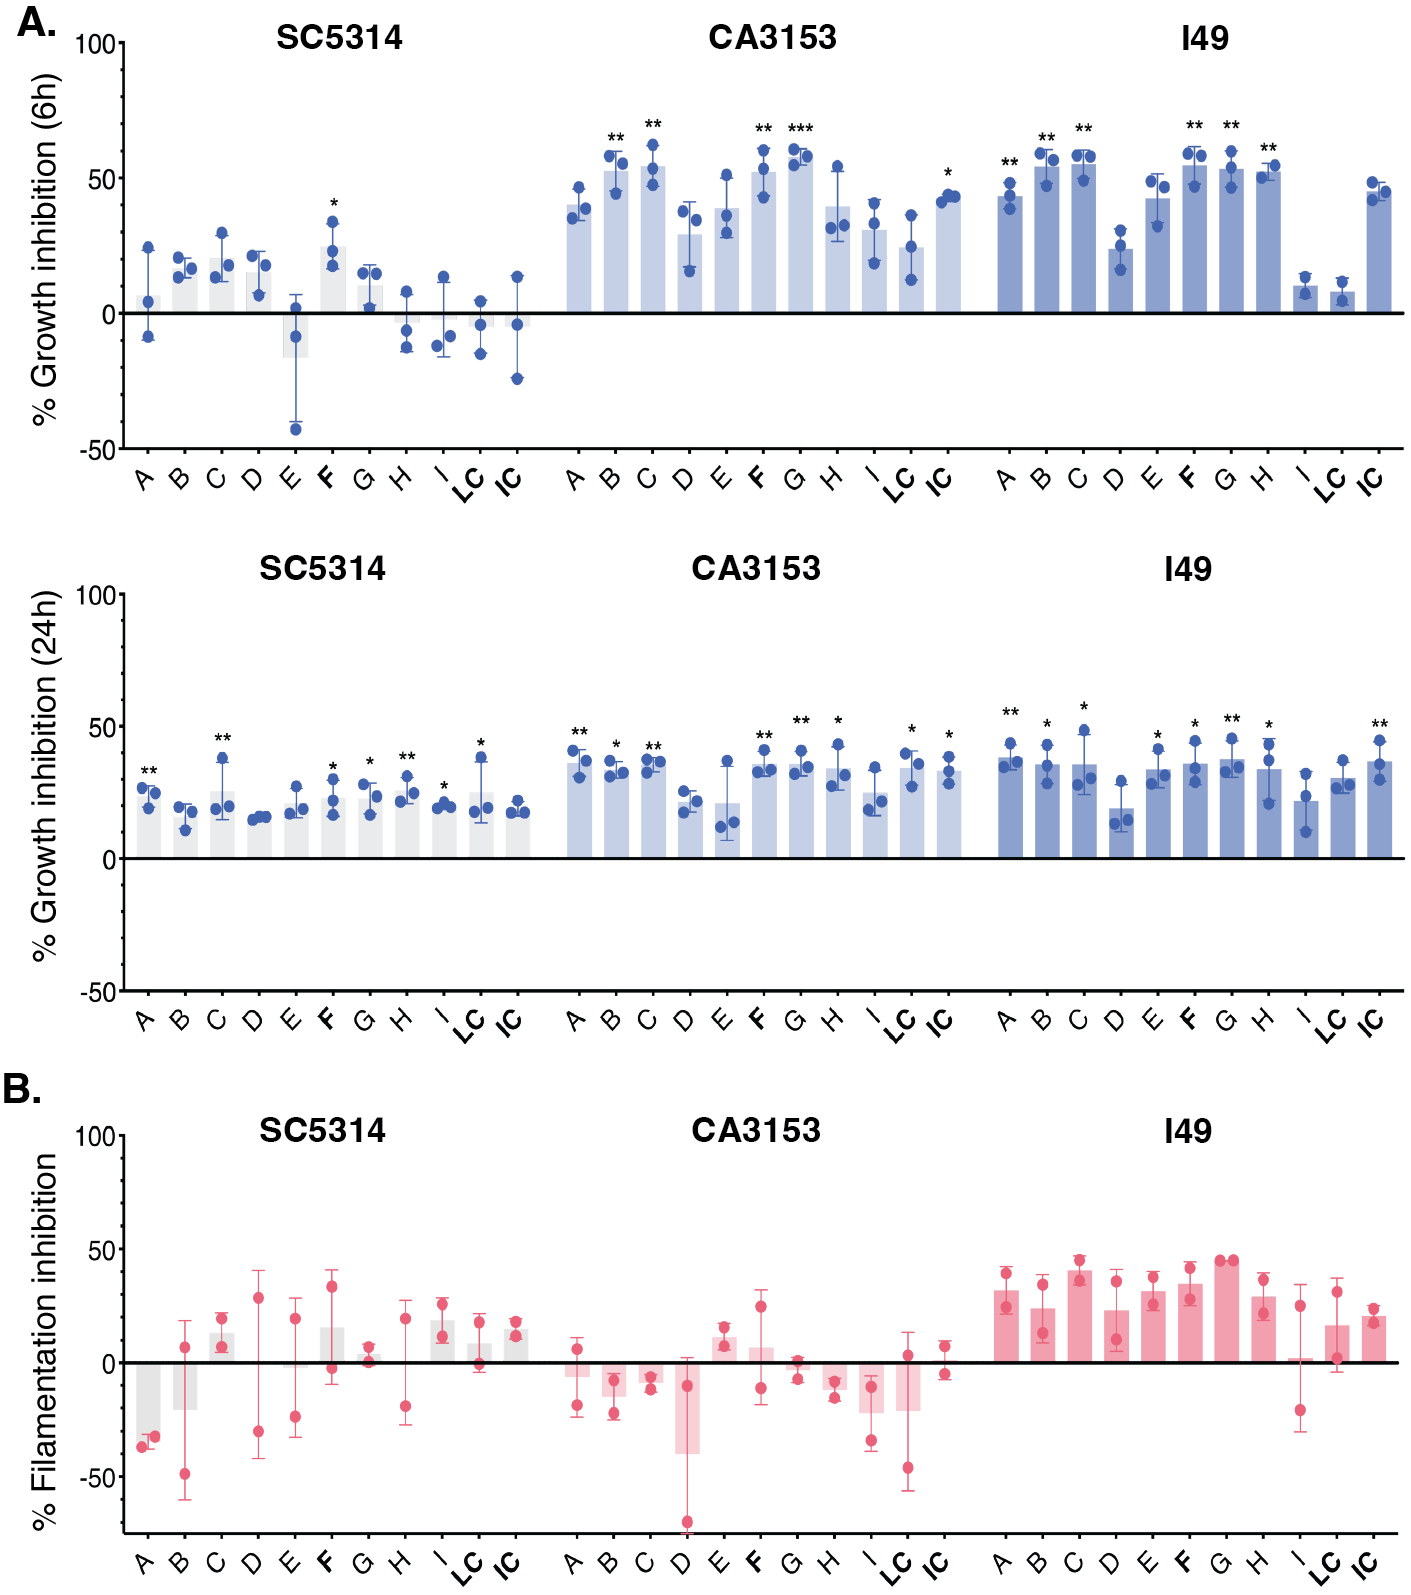 A.
SC5314 CA3153 I49
% Growth inhibition (6h)
100
50
0
-50
* ** ** ** *** * ** ** ** ** ** **
A B C D E F G H I LC IC A B C D E F G H I LC IC A B C D E F G H I LC IC
SC5314 CA3153 I49
% Growth inhibition (24h)
100
50
0
-50
** ** * * ** * * ** * ** ** ** * * * ** * * * * ** * **
A B C D E F G H I LC IC A B C D E F G H I LC IC A B C D E F G H I LC IC
B.
SC5314 CA3153 I49
% Filamentation inhibition
100
50
0
-50
A B C D E F G H I LC IC A B C D E F G H I LC IC A B C D E F G H I LC IC